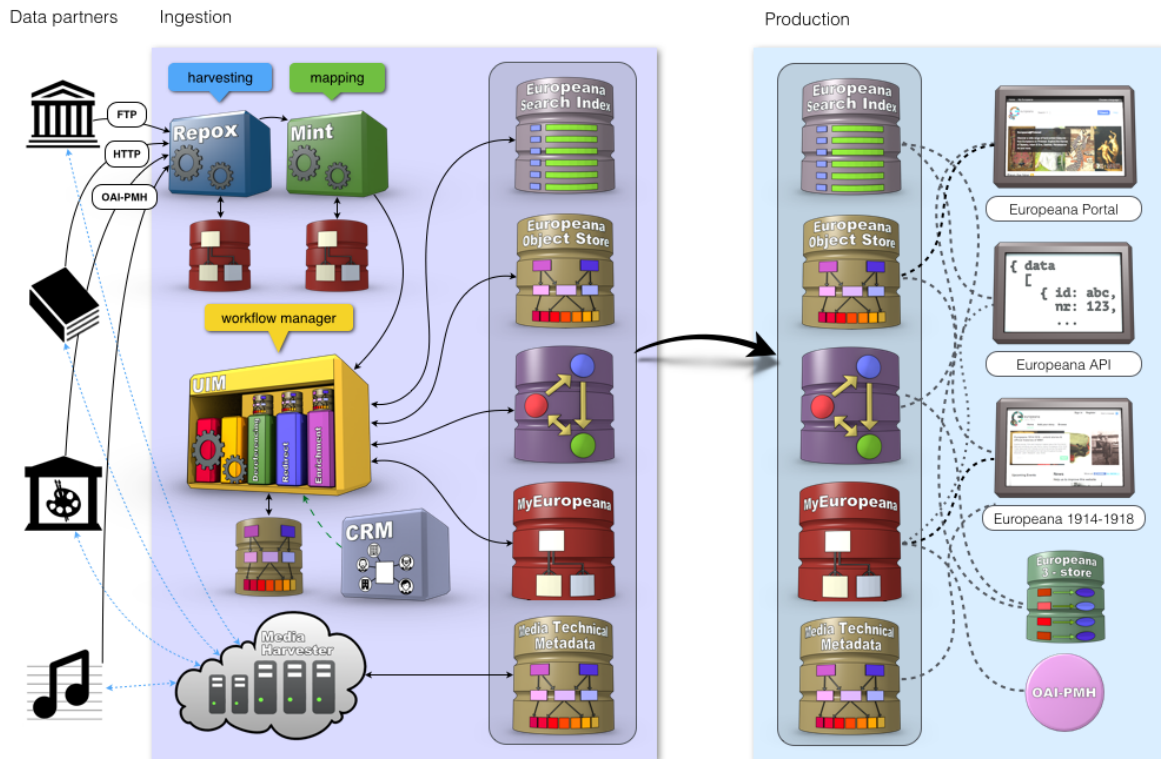 Data partners
Ingestion
Production
harvesting
mapping
FTP
HTTP
OAI-PMH
Repox
Mint
workflow manager
UIM
Dereferencing
Redirect
Enrichment
CRM
Media
Harvester
Europeana
Search Index
Europeana
Object Store
MyEuropeana
Media Technical
Metadata
Europeana
Search Index
Europeana
Object Store
MyEuropeana
Media Technical
Metadata
Europeana Portal
{ data
[
{ id: abc,
nr: 123,
...
Europeana API
Europeana 1914-1918
Europeana
3 - store
OAI-PMH